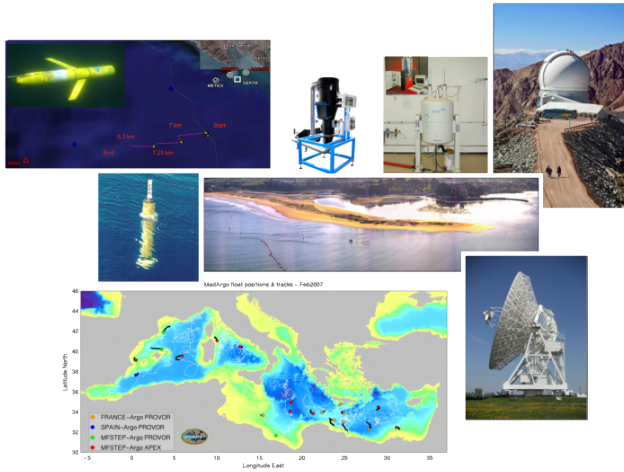 METEO
DEPTH
7 km
Start
6.3 km
End
7.25 km
MedArgo float positions & tracks - Feb2007
Latitude North
46
44
42
40
38
36
34
32
30
FRANCE-Argo PROVOR
SPAIN-Argo PROVOR
MFSTEP-Argo PROVOR
MFSTEP-Argo APEX
-5 0 5 10 15 20 25 30 35
Longitude East